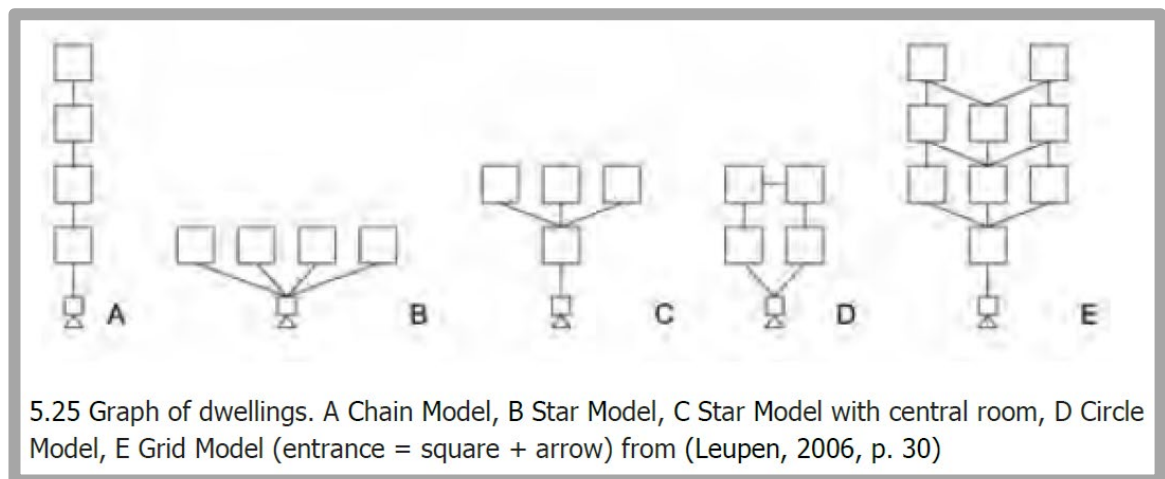 A
B
C
D
E
5.25 Graph of dwellings. A Chain Model, B Star Model, C Star Model with central room, D Circle
Model, E Grid Model (entrance = square + arrow) from (Leupen, 2006, p. 30)